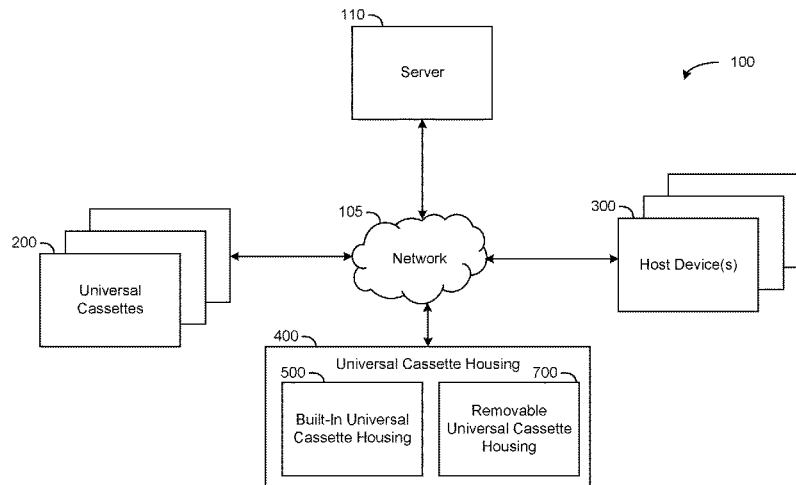 110
Server
100
105
Network
200
Universal
Cassettes
300
Host Device(s)
400
Universal Cassette Housing
500
Built-In Universal
Cassette Housing
700
Removable
Universal Cassette
Housing